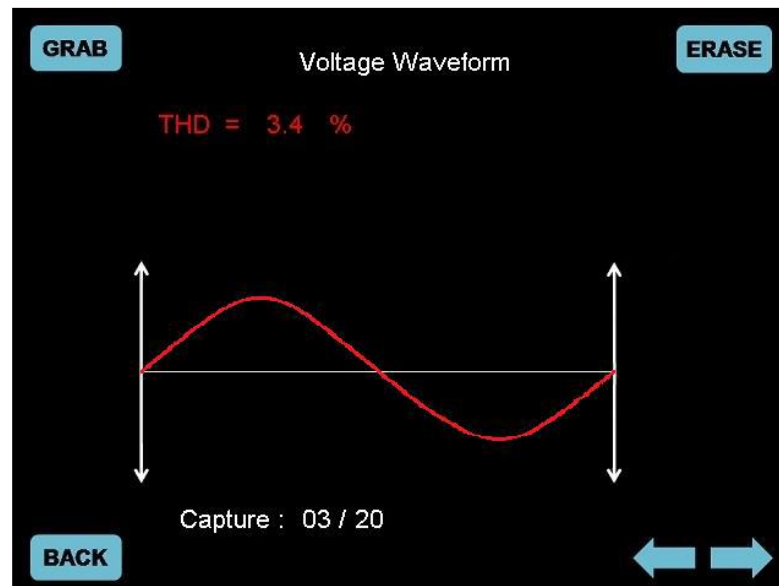 GRAB
Voltage Waveform
ERASE
THD = 3.4 %
Capture : 03 / 20
BACK